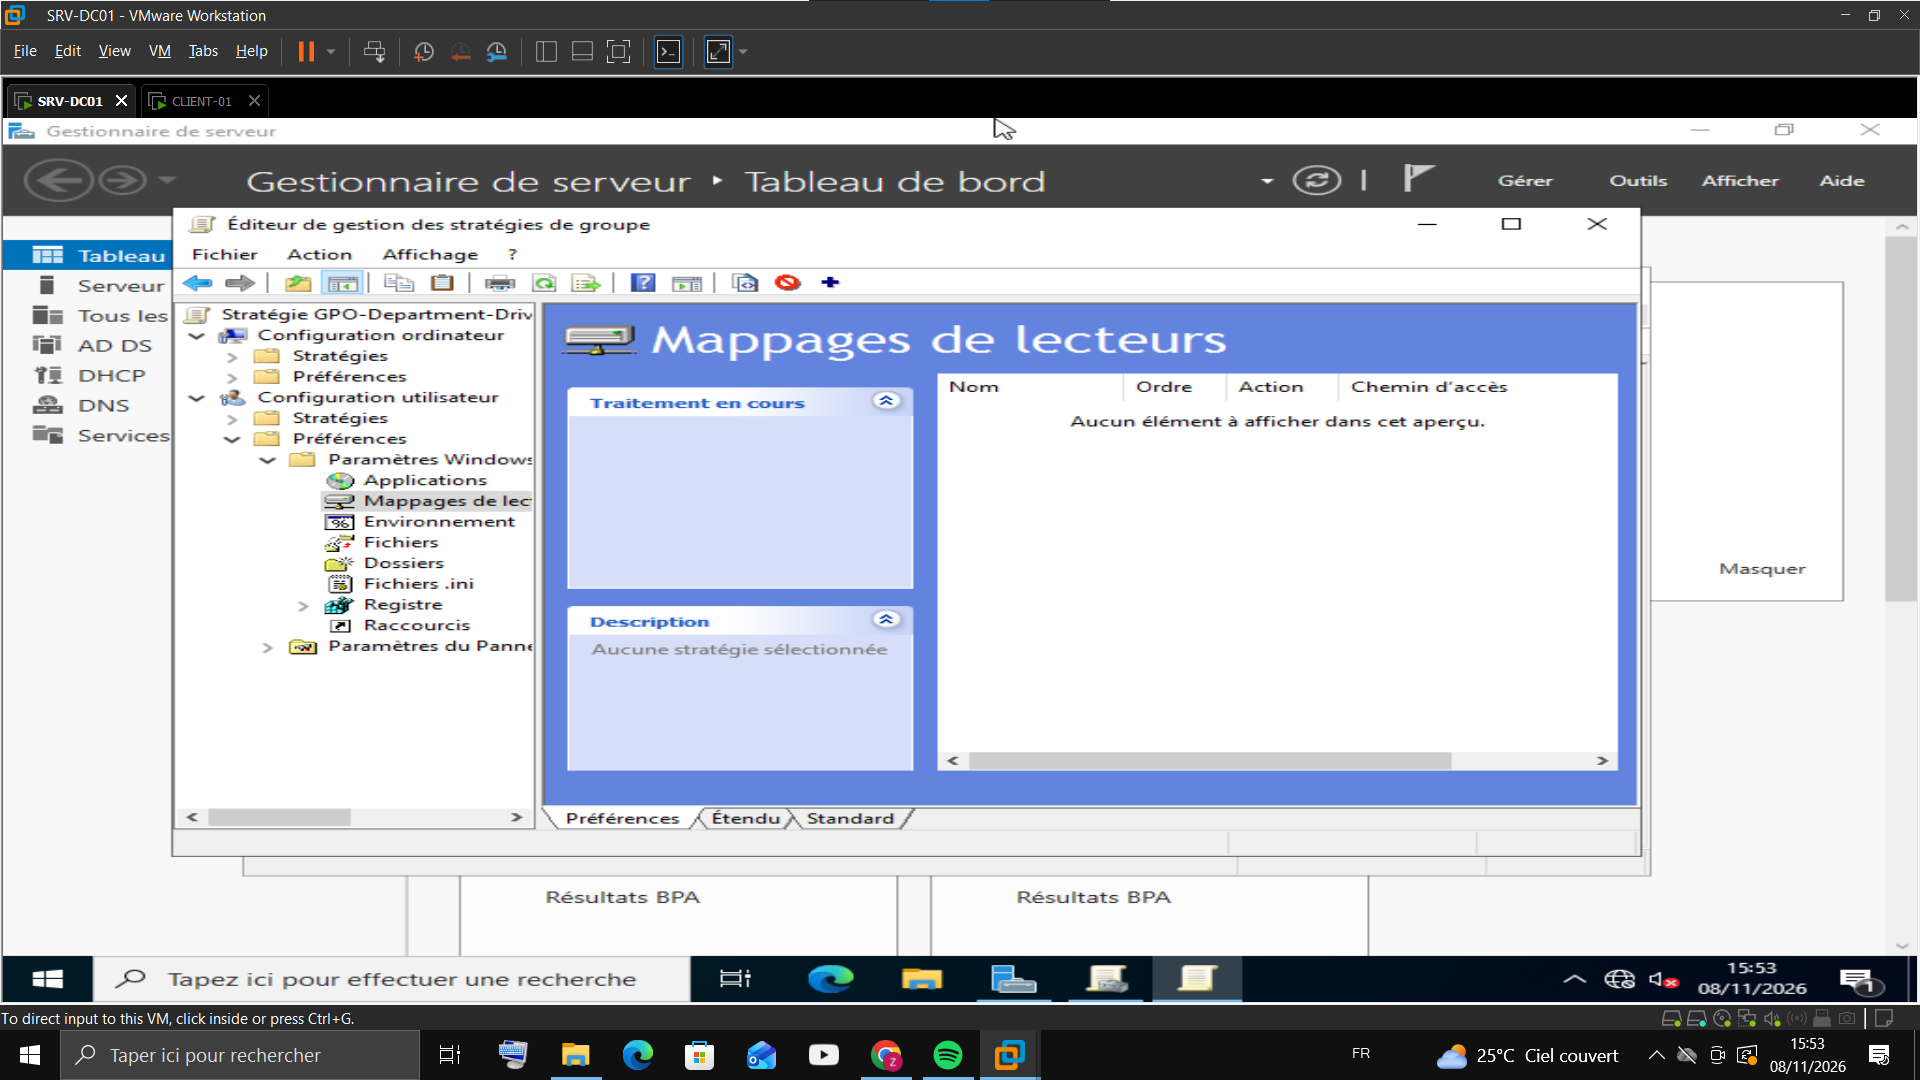 SRV-DC01 - VMware Workstation
File Edit View VM Tabs Help
SRV-DC01 CLIENT-01
Gestionnaire de serveur
Gestionnaire de serveur Tableau de bord
Gérer Outils Afficher Aide
Éditeur de gestion des stratégies de groupe
Fichier Action Affichage ?
Tableau
Serveur
Tous les
AD DS
DHCP
DNS
Services
Stratégie GPO-Department-Driv
Configuration ordinateur
Stratégies
Préférences
Configuration utilisateur
Stratégies
Préférences
Paramètres Windows
Applications
Mappages de lect
Environnement
Fichiers
Dossiers
Fichiers .ini
Registre
Raccourcis
Paramètres du Panne
Mappages de lecteurs
Traitement en cours
Description
Aucune stratégie sélectionnée
Nom Ordre Action Chemin d'accès
Aucun élément à afficher dans cet aperçu.
Préférences Étendu Standard
Masquer
Résultats BPA Résultats BPA
Tapez ici pour effectuer une recherche
15:53
08/11/2026
1
To direct input to this VM, click inside or press Ctrl+G.
Taper ici pour rechercher
FR
25°C Ciel couvert
15:53
08/11/2026